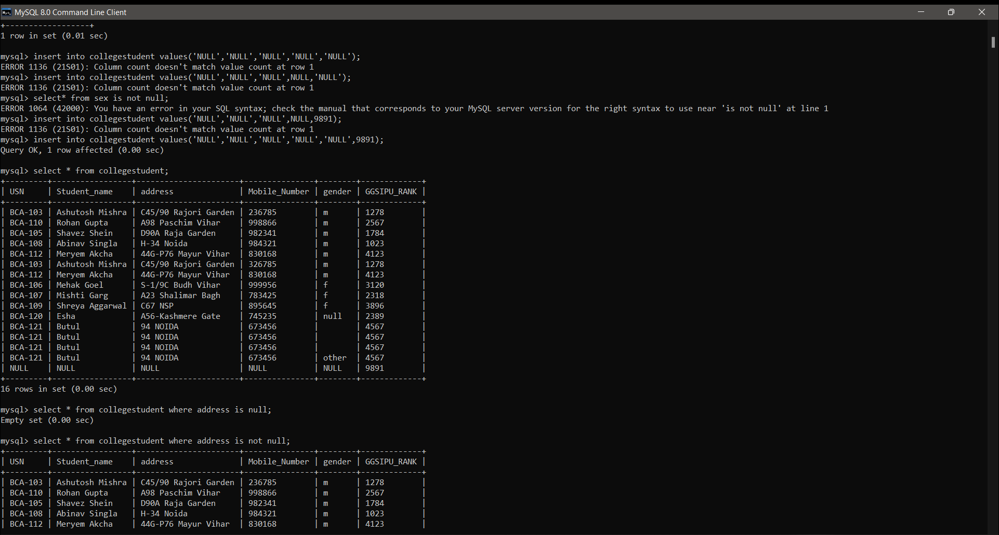 MySQL 8.0 Command Line Client
+------------------+
1 row in set (0.01 sec)

mysql> insert into collegestudent values('NULL','NULL','NULL','NULL','NULL');
ERROR 1136 (21S01): Column count doesn't match value count at row 1
mysql> insert into collegestudent values('NULL','NULL','NULL',NULL,'NULL');
ERROR 1136 (21S01): Column count doesn't match value count at row 1
mysql> select* from sex is not null;
ERROR 1064 (42000): You have an error in your SQL syntax; check the manual that corresponds to your MySQL server version for the right syntax to use near 'is not null' at line 1
mysql> insert into collegestudent values('NULL','NULL','NULL',NULL,9891);
ERROR 1136 (21S01): Column count doesn't match value count at row 1
mysql> insert into collegestudent values('NULL','NULL','NULL','NULL','NULL',9891);
Query OK, 1 row affected (0.00 sec)

mysql> select * from collegestudent;
+---------+-----------------+----------------------+---------------+--------+-------------+
| USN     | Student_name    | address              | Mobile_Number | gender | GGSIPU_RANK |
+---------+-----------------+----------------------+---------------+--------+-------------+
| BCA-103 | Ashutosh Mishra | C45/90 Rajori Garden | 236785        | m      | 1278        |
| BCA-110 | Rohan Gupta     | A98 Paschim Vihar    | 998866        | m      | 2567        |
| BCA-105 | Shavez Shein    | D90A Raja Garden     | 982341        | m      | 1784        |
| BCA-108 | Abinav Singla   | H-34 Noida           | 984321        | m      | 1023        |
| BCA-112 | Meryem Akcha    | 44G-P76 Mayur Vihar  | 830168        | m      | 4123        |
| BCA-103 | Ashutosh Mishra | C45/90 Rajori Garden | 326785        | m      | 1278        |
| BCA-112 | Meryem Akcha    | 44G-P76 Mayur Vihar  | 830168        | m      | 4123        |
| BCA-106 | Mehak Goel      | S-1/9C Budh Vihar    | 999956        | f      | 3120        |
| BCA-107 | Mishti Garg     | A23 Shalimar Bagh    | 783425        | f      | 2318        |
| BCA-109 | Shreya Aggarwal | C67 NSP              | 895645        | f      | 3896        |
| BCA-120 | Esha            | A56-Kashmere Gate    | 745235        | null   | 2389        |
| BCA-121 | Butul           | 94 NOIDA             | 673456        |        | 4567        |
| BCA-121 | Butul           | 94 NOIDA             | 673456        |        | 4567        |
| BCA-121 | Butul           | 94 NOIDA             | 673456        |        | 4567        |
| BCA-121 | Butul           | 94 NOIDA             | 673456        | other  | 4567        |
| NULL    | NULL            | NULL                 | NULL          | NULL   | 9891        |
+---------+-----------------+----------------------+---------------+--------+-------------+
16 rows in set (0.00 sec)

mysql> select * from collegestudent where address is null;
Empty set (0.00 sec)

mysql> select * from collegestudent where address is not null;
+---------+-----------------+----------------------+---------------+--------+-------------+
| USN     | Student_name    | address              | Mobile_Number | gender | GGSIPU_RANK |
+---------+-----------------+----------------------+---------------+--------+-------------+
| BCA-103 | Ashutosh Mishra | C45/90 Rajori Garden | 236785        | m      | 1278        |
| BCA-110 | Rohan Gupta     | A98 Paschim Vihar    | 998866        | m      | 2567        |
| BCA-105 | Shavez Shein    | D90A Raja Garden     | 982341        | m      | 1784        |
| BCA-108 | Abinav Singla   | H-34 Noida           | 984321        | m      | 1023        |
| BCA-112 | Meryem Akcha    | 44G-P76 Mayur Vihar  | 830168        | m      | 4123        |